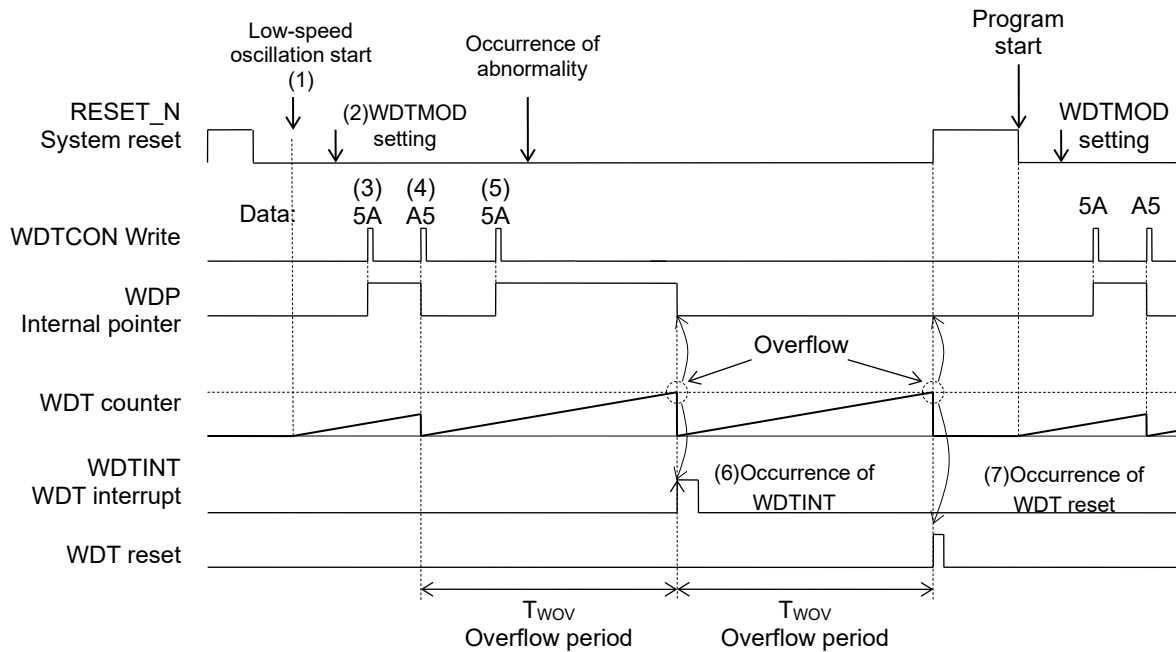 Low-speed
oscillation start
(1)
Occurrence of
abnormality
Program
start
RESET_N
System reset
(2)WDTMOD
setting
WDTMOD
setting
Data:
(3)
5A
(4)
A5
(5)
5A
5A
A5
WDTCON Write
WDP
Internal pointer
Overflow
WDT counter
WDTINT
WDT interrupt
(6)Occurrence of
WDTINT
(7)Occurrence of
WDT reset
WDT reset
TWOV
Overflow period
TWOV
Overflow period